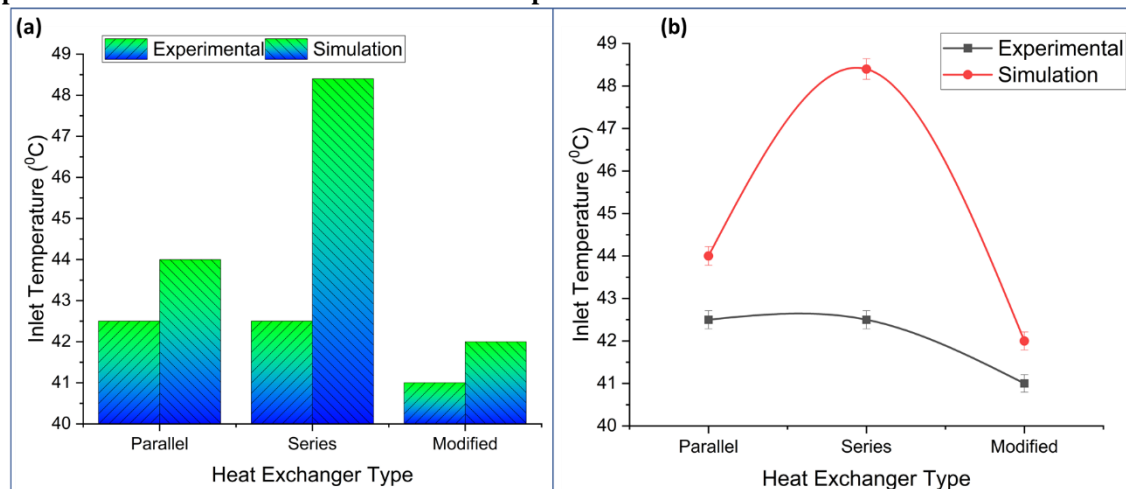 (a)
Experimental Simulation
49
48
47
46
45
44
43
42
41
40
Inlet Temperature (⁰C)
Parallel Series Modified
Heat Exchanger Type
(b)
Experimental
Simulation
49
48
47
46
45
44
43
42
41
40
Inlet Temperature (⁰C)
Parallel Series Modified
Heat Exchanger Type